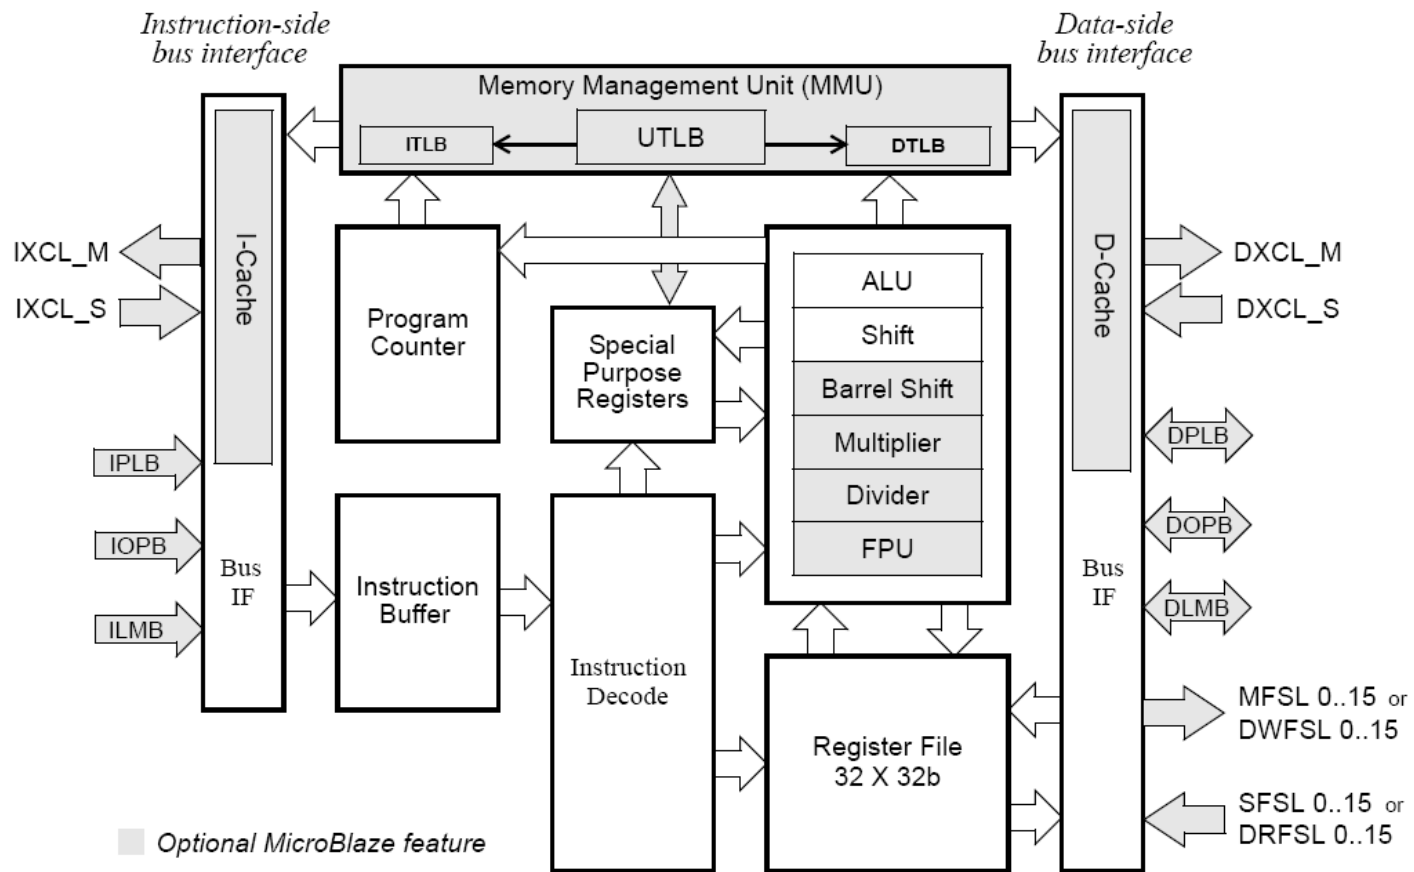 Instruction-side
bus interface
Data-side
bus interface
Memory Management Unit (MMU)
ITLB
UTLB
DTLB
I-Cache
D-Cache
IXCL_M
IXCL_S
DXCL_M
DXCL_S
Program
Counter
Special
Purpose
Registers
ALU
Shift
Barrel Shift
Multiplier
Divider
FPU
IPLB
IOPB
ILMB
Bus
IF
Instruction
Buffer
Instruction
Decode
Register File
32 X 32b
Bus
IF
DPLB
DOPB
DLMB
MFSL 0..15 or
DWFSL 0..15
SFSL 0..15 or
DRFSL 0..15
Optional MicroBlaze feature